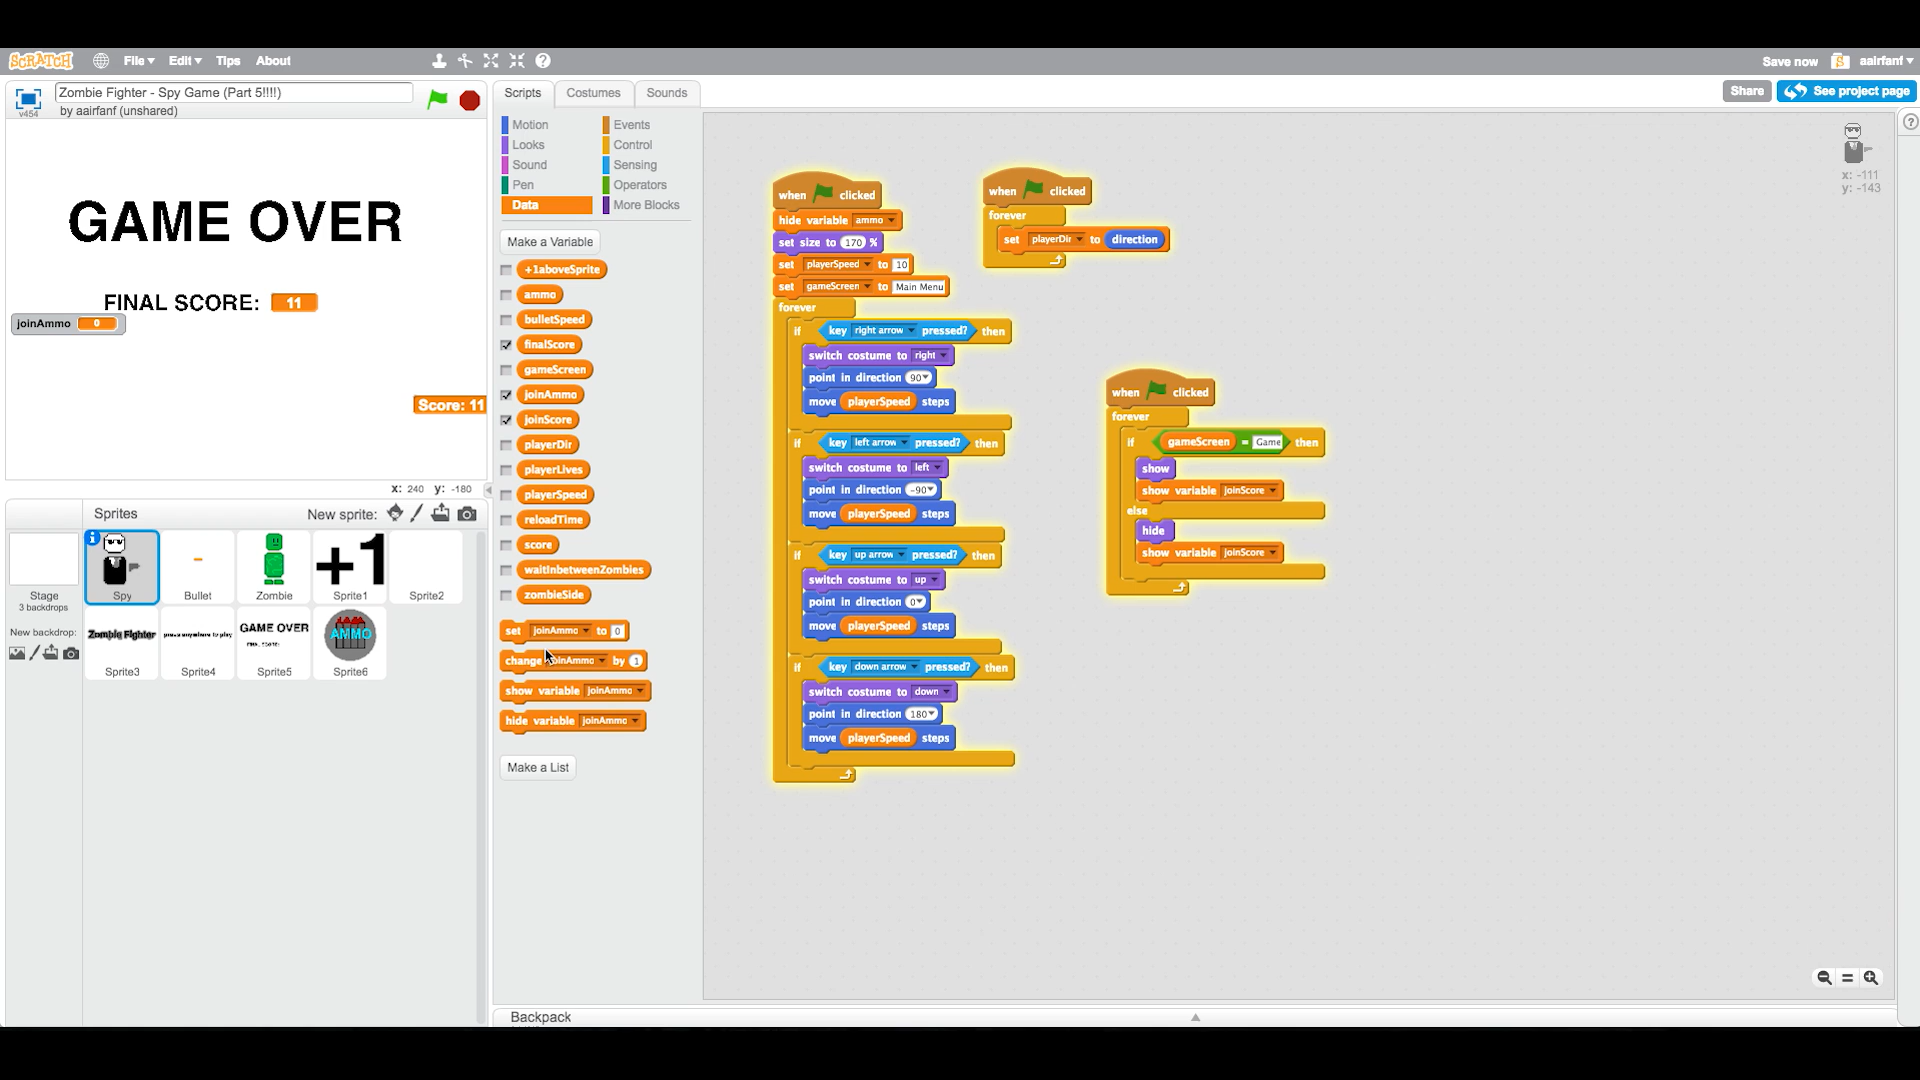 SCRATCH File Edit Tips About Save now aairfanf
v454 Zombie Fighter - Spy Game (Part 5!!!!)
by aairfanf (unshared)
GAME OVER
FINAL SCORE: 11
joinAmmo 0
Score: 11
x: 240 y: -180
Sprites New sprite:
Stage
3 backdrops
New backdrop:
Spy
Bullet
Zombie
+1
Sprite1
Sprite2
Zombie Fighter
Sprite3
press anywhere to play
Sprite4
GAME OVER
Sprite5
AMMO
Sprite6
Scripts Costumes Sounds
Share See project page
Motion Events
Looks Control
Sound Sensing
Pen Operators
Data More Blocks
Make a Variable
+1aboveSprite
ammo
bulletSpeed
finalScore
gameScreen
joinAmmo
joinScore
playerDir
playerLives
playerSpeed
reloadTime
score
waitInbetweenZombies
zombieSide
set joinAmmo to 0
change joinAmmo by 1
show variable joinAmmo
hide variable joinAmmo
Make a List
when clicked
hide variable ammo
set size to 170 %
set playerSpeed to 10
set gameScreen to Main Menu
forever
if key right arrow pressed? then
switch costume to right
point in direction 90
move playerSpeed steps
if key left arrow pressed? then
switch costume to left
point in direction -90
move playerSpeed steps
if key up arrow pressed? then
switch costume to up
point in direction 0
move playerSpeed steps
if key down arrow pressed? then
switch costume to down
point in direction 180
move playerSpeed steps
when clicked
forever
set playerDir to direction
when clicked
forever
if gameScreen = Game then
show
show variable joinScore
else
hide
show variable joinScore
x: -111
y: -143
Backpack